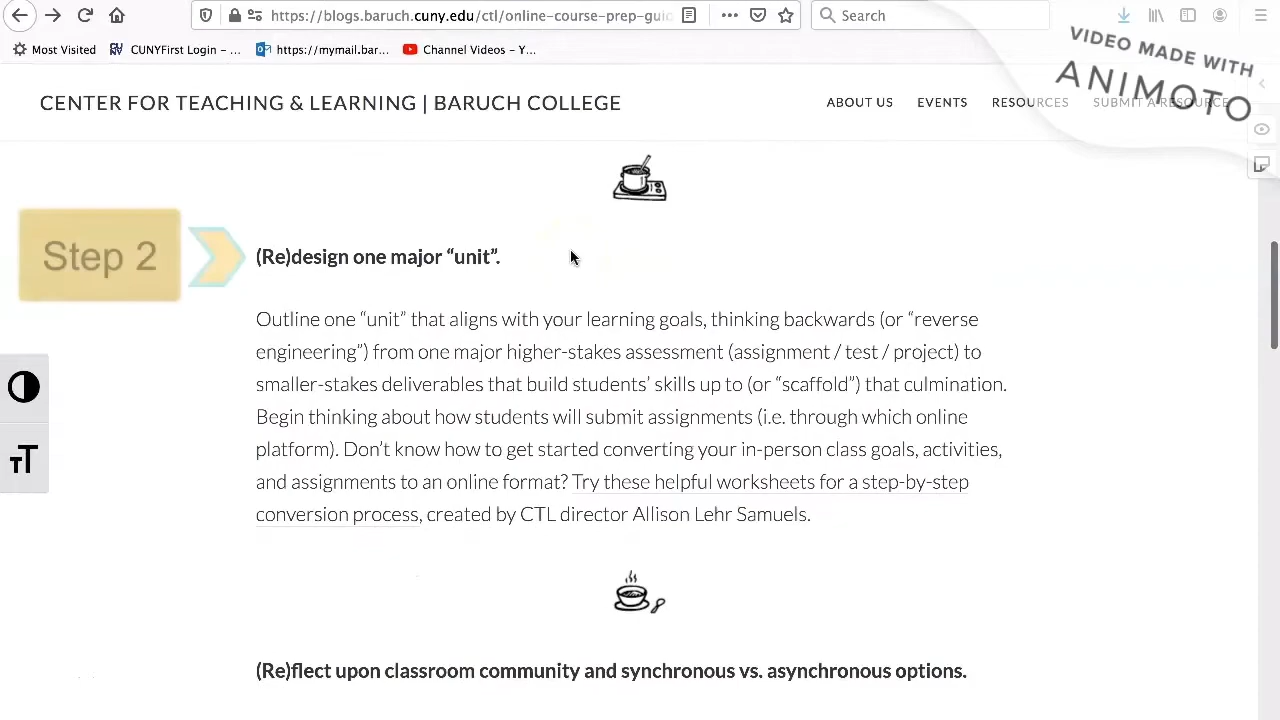 https://blogs.baruch.cuny.edu/ctl/online-course-prep-guid
Search
Most Visited
CUNYFirst Login - ...
https://mymail.bar...
Channel Videos - Y...
VIDEO MADE WITH
ANIMOTO
CENTER FOR TEACHING & LEARNING | BARUCH COLLEGE
ABOUT US
EVENTS
RESOURCES
SUBMIT A RESOURCE
Step 2
(Re)design one major “unit”.
Outline one “unit” that aligns with your learning goals, thinking backwards (or “reverse
engineering”) from one major higher-stakes assessment (assignment / test / project) to
smaller-stakes deliverables that build students’ skills up to (or “scaffold”) that culmination.
Begin thinking about how students will submit assignments (i.e. through which online
platform). Don’t know how to get started converting your in-person class goals, activities,
and assignments to an online format? Try these helpful worksheets for a step-by-step
conversion process, created by CTL director Allison Lehr Samuels.
TT
(Re)flect upon classroom community and synchronous vs. asynchronous options.